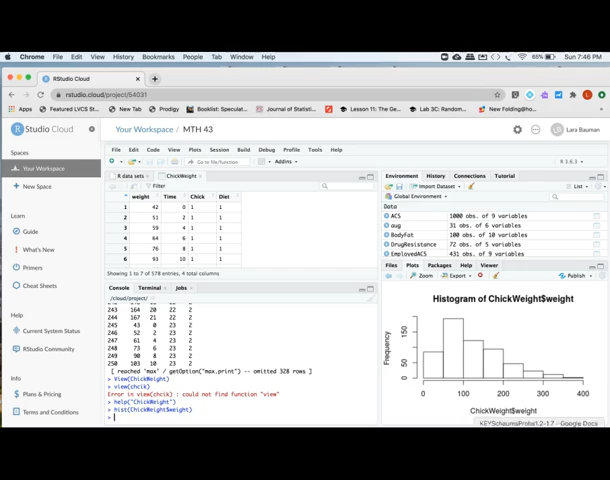 Chrome File Edit View History Bookmarks People Tab Window Help 65% Sun 7:46 PM
RStudio Cloud
rstudio.cloud/project/54031
Apps Featured LVCS St... New Tab Prodigy Booklist: Speculat... Journal of Statistic... Lesson 11: The Ge... Lab 3C: Random... New Folding@ho...
R Studio Cloud
Your Workspace / MTH 43
Lara Bauman
Spaces
Your Workspace
New Space
Learn
Guide
What's New
Primers
Cheat Sheets
Help
Current System Status
RStudio Community
Info
Plans & Pricing
Terms and Conditions
File Edit Code View Plots Session Build Debug Profile Tools Help
Go to file/function Addins R 3.6.3
R data sets ChickWeight
Filter
weight Time Chick Diet
1 42 0 1 1
2 51 2 1 1
3 59 4 1 1
4 64 6 1 1
5 76 8 1 1
6 93 10 1 1
Showing 1 to 7 of 578 entries, 4 total columns
Console Terminal Jobs
/cloud/project/
243 164 20 22 2
244 167 21 22 2
245 43 0 23 2
246 52 2 23 2
247 61 4 23 2
248 73 6 23 2
249 90 8 23 2
250 103 10 23 2
[ reached 'max' / getOption("max.print") -- omitted 328 rows ]
> View(ChickWeight)
> view(chcik)
Error in view(chcik) : could not find function "view"
> help("ChickWeight")
> hist(ChickWeight$weight)
>
Environment History Connections Tutorial
Import Dataset List
Global Environment
Data
ACS 1000 obs. of 9 variables
aug 31 obs. of 6 variables
BodyFat 100 obs. of 10 variables
DrugResistance 72 obs. of 5 variables
EmployedACS 431 obs. of 9 variables
Files Plots Packages Help Viewer
Zoom Export Publish
Histogram of ChickWeight$weight
Frequency
0 50 150
0 100 200 300 400
ChickWeight$weight
KEYSchaumsProbs1.2-1.7 - Google Docs